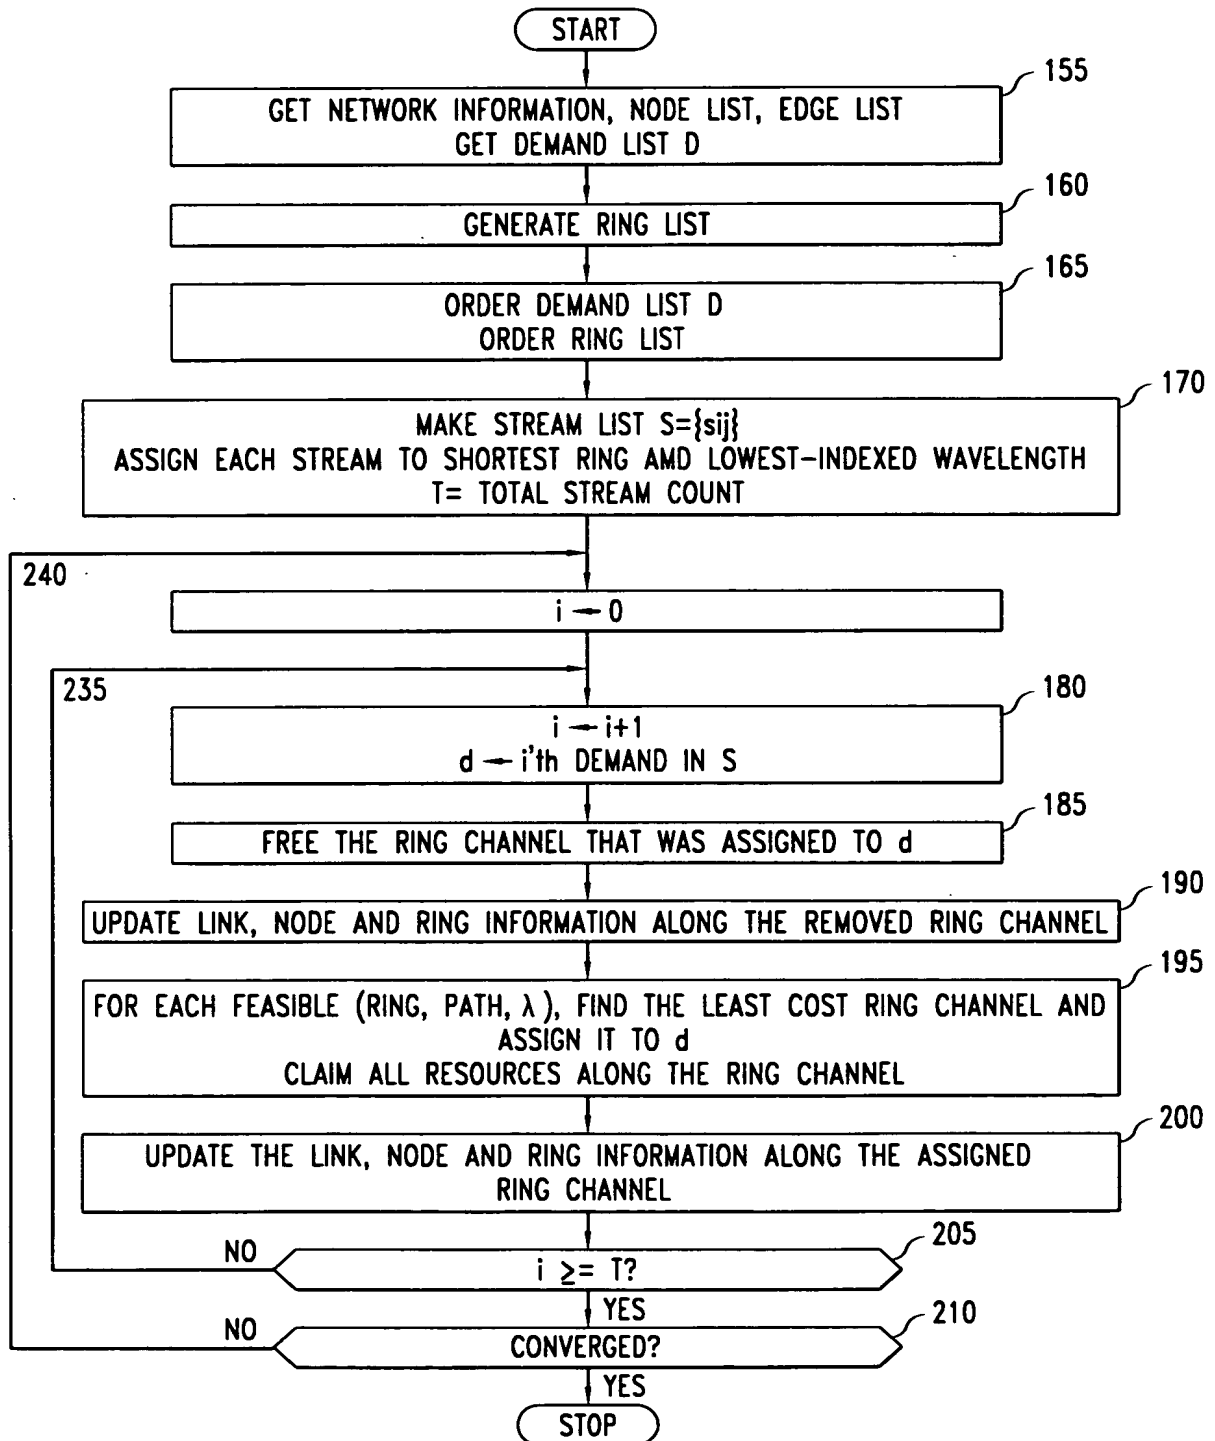 START
155
GET NETWORK INFORMATION, NODE LIST, EDGE LIST
GET DEMAND LIST D
160
GENERATE RING LIST
165
ORDER DEMAND LIST D
ORDER RING LIST
170
MAKE STREAM LIST S={sij}
ASSIGN EACH STREAM TO SHORTEST RING AMD LOWEST-INDEXED WAVELENGTH
T= TOTAL STREAM COUNT
240
i ← 0
235
180
i ← i+1
d ← i'th DEMAND IN S
185
FREE THE RING CHANNEL THAT WAS ASSIGNED TO d
190
UPDATE LINK, NODE AND RING INFORMATION ALONG THE REMOVED RING CHANNEL
195
FOR EACH FEASIBLE (RING, PATH, λ), FIND THE LEAST COST RING CHANNEL AND
ASSIGN IT TO d
CLAIM ALL RESOURCES ALONG THE RING CHANNEL
200
UPDATE THE LINK, NODE AND RING INFORMATION ALONG THE ASSIGNED
RING CHANNEL
205
NO
i >= T?
YES
210
NO
CONVERGED?
YES
STOP